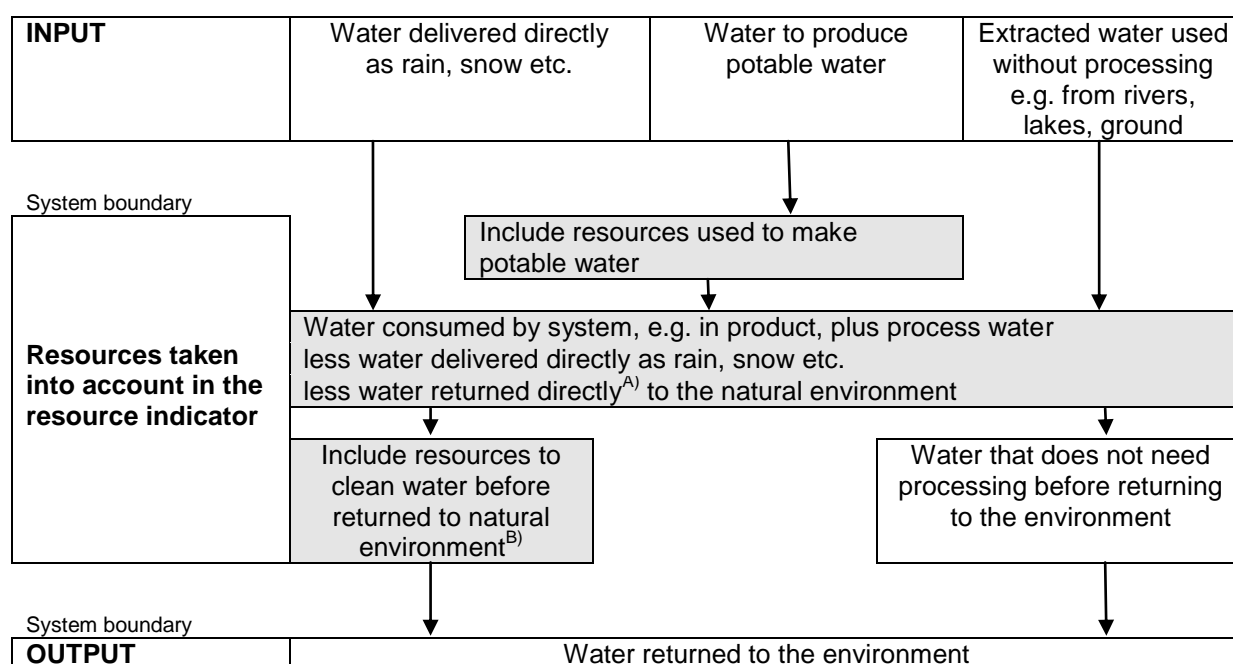 INPUT
Water delivered directly
as rain, snow etc.
Water to produce
potable water
Extracted water used
without processing
e.g. from rivers,
lakes, ground
System boundary
Include resources used to make
potable water
Resources taken
into account in the
resource indicator
Water consumed by system, e.g. in product, plus process water
less water delivered directly as rain, snow etc.
less water returned directly A) to the natural environment
Include resources to
clean water before
returned to natural
environment B)
Water that does not need
processing before returning
to the environment
System boundary
OUTPUT
Water returned to the environment